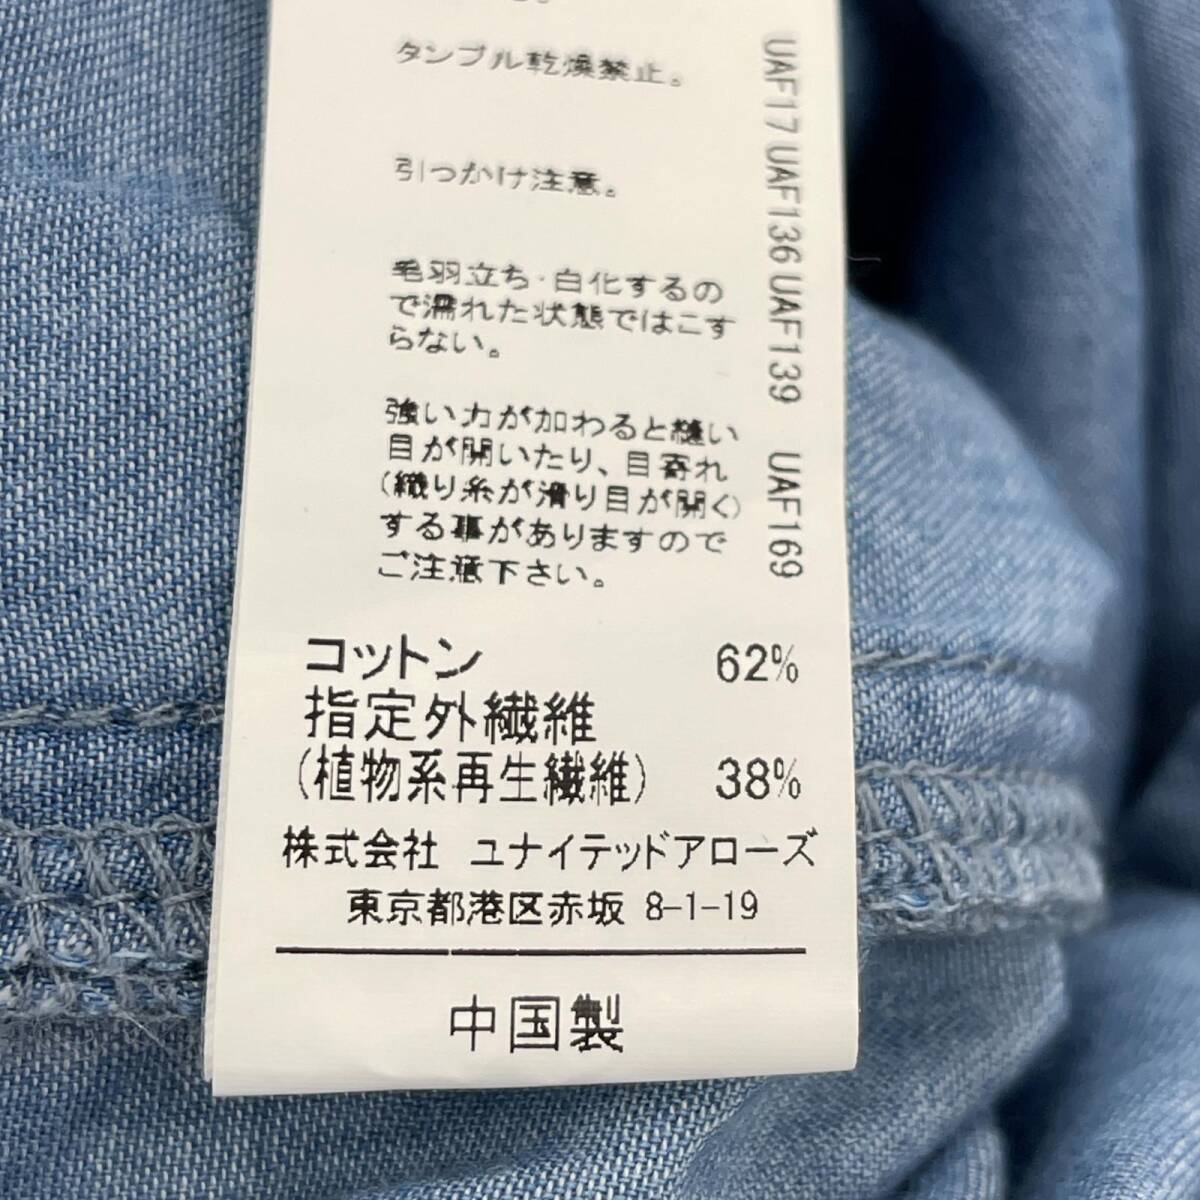 タンブル乾燥禁止。
引っかけ注意。
毛羽立ち・白化するの
で濡れた状態ではこす
らない。
強い力が加わると縫い
目が開いたり、目寄れ
(織り糸が滑り目が開く)
する事がありますので
ご注意下さい。
UAF17 UAF136 UAF139 UAF169
コットン 62%
指定外繊維
(植物系再生繊維) 38%
株式会社 ユナイテッドアローズ
東京都港区赤坂 8-1-19
中国製